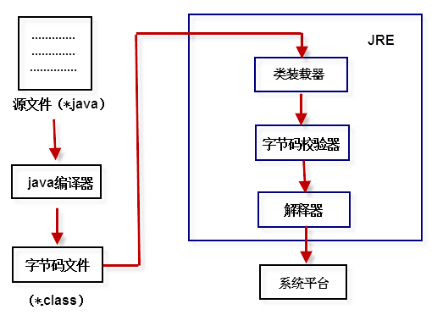 源文件（*.java）
java编译器
字节码文件
（*.class）
JRE
类装载器
字节码校验器
解释器
系统平台